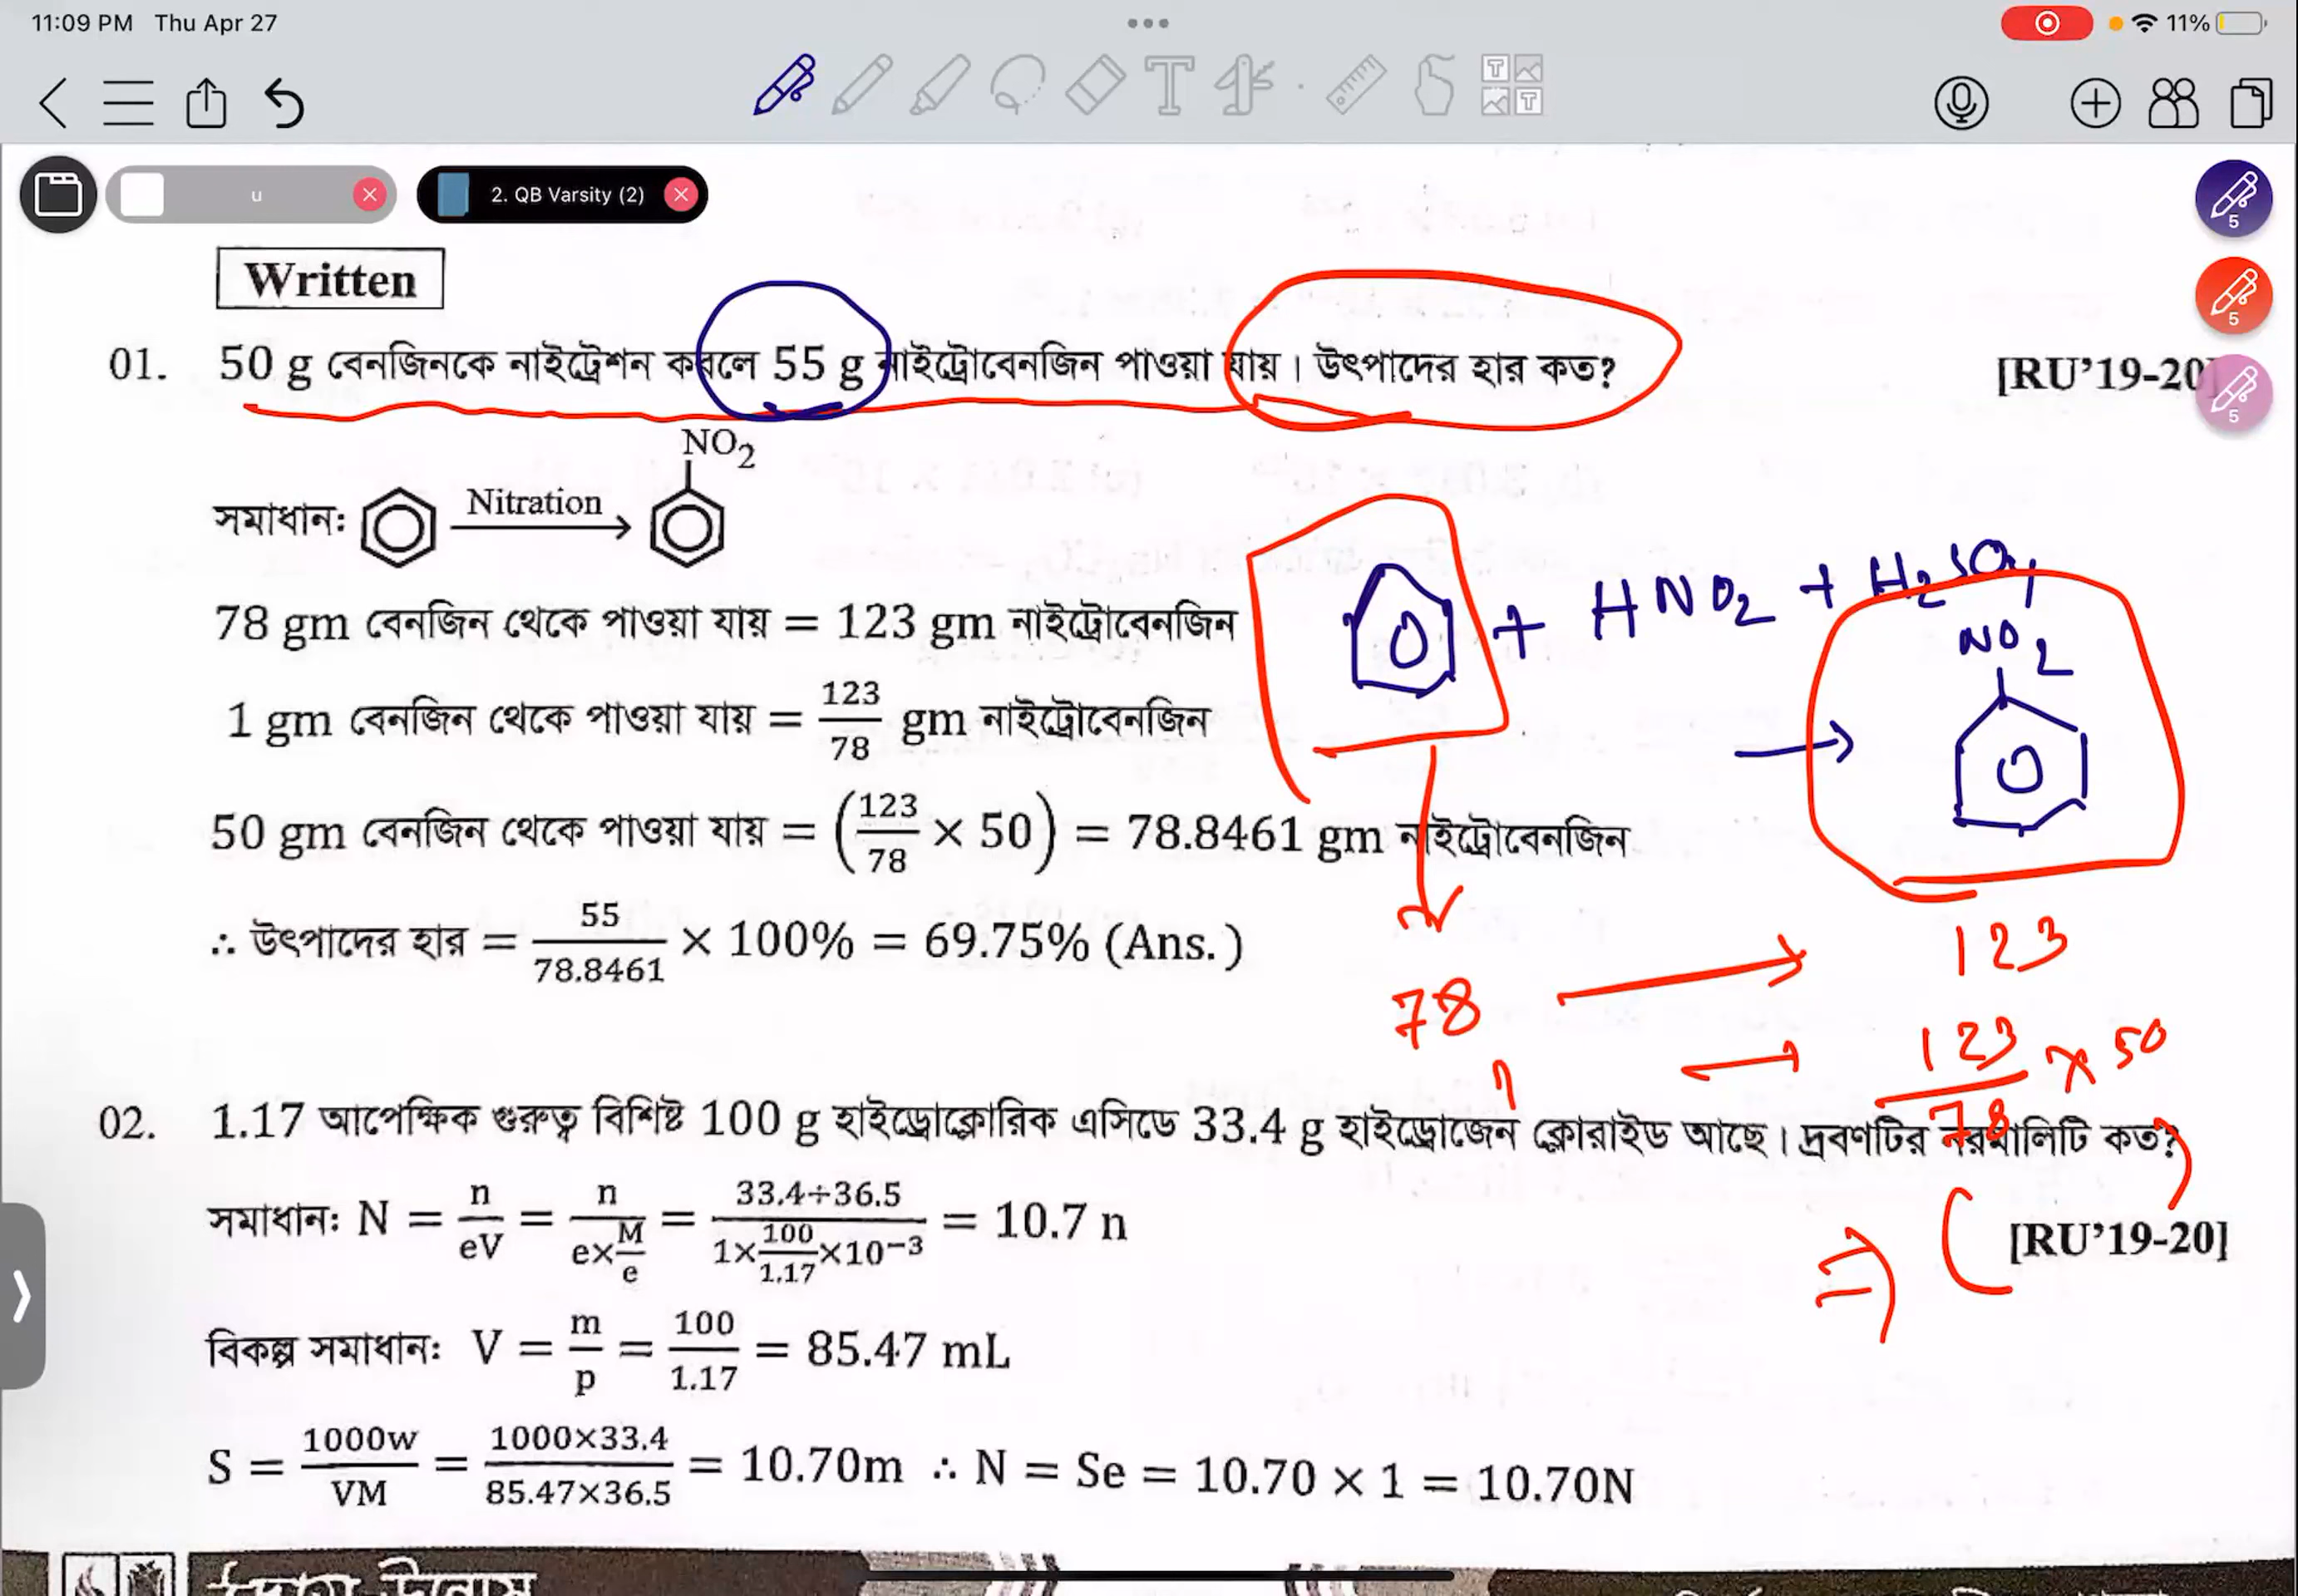 11:09 PM Thu Apr 27
11%
u
2. QB Varsity (2)
5
5
5
Written
01. 50 g বেনজিনকে নাইট্রেশন করলে 55 g নাইট্রোবেনজিন পাওয়া যায়। উৎপাদের হার কত? [RU’19-20]
NO₂
সমাধান: Nitration
+ HNO₂ + H₂SO₄
NO₂
78 gm বেনজিন থেকে পাওয়া যায় = 123 gm নাইট্রোবেনজিন
1 gm বেনজিন থেকে পাওয়া যায় = 123/78 gm নাইট্রোবেনজিন
50 gm বেনজিন থেকে পাওয়া যায় = (123/78 × 50) = 78.8461 gm নাইট্রোবেনজিন
∴ উৎপাদের হার = 55/78.8461 × 100% = 69.75% (Ans.)
78 → 123
123/78 × 50
02. 1.17 আপেক্ষিক গুরুত্ব বিশিষ্ট 100 g হাইড্রোক্লোরিক এসিডে 33.4 g হাইড্রোজেন ক্লোরাইড আছে। দ্রবণটির নরমালিটি কত?
[RU’19-20]
সমাধান: N = n/eV = n/(e×M/e) = (33.4÷36.5)/(1×100/1.17×10⁻³) = 10.7 n
বিকল্প সমাধান: V = m/p = 100/1.17 = 85.47 mL
S = 1000w/VM = 1000×33.4/85.47×36.5 = 10.70m ∴ N = Se = 10.70 × 1 = 10.70N